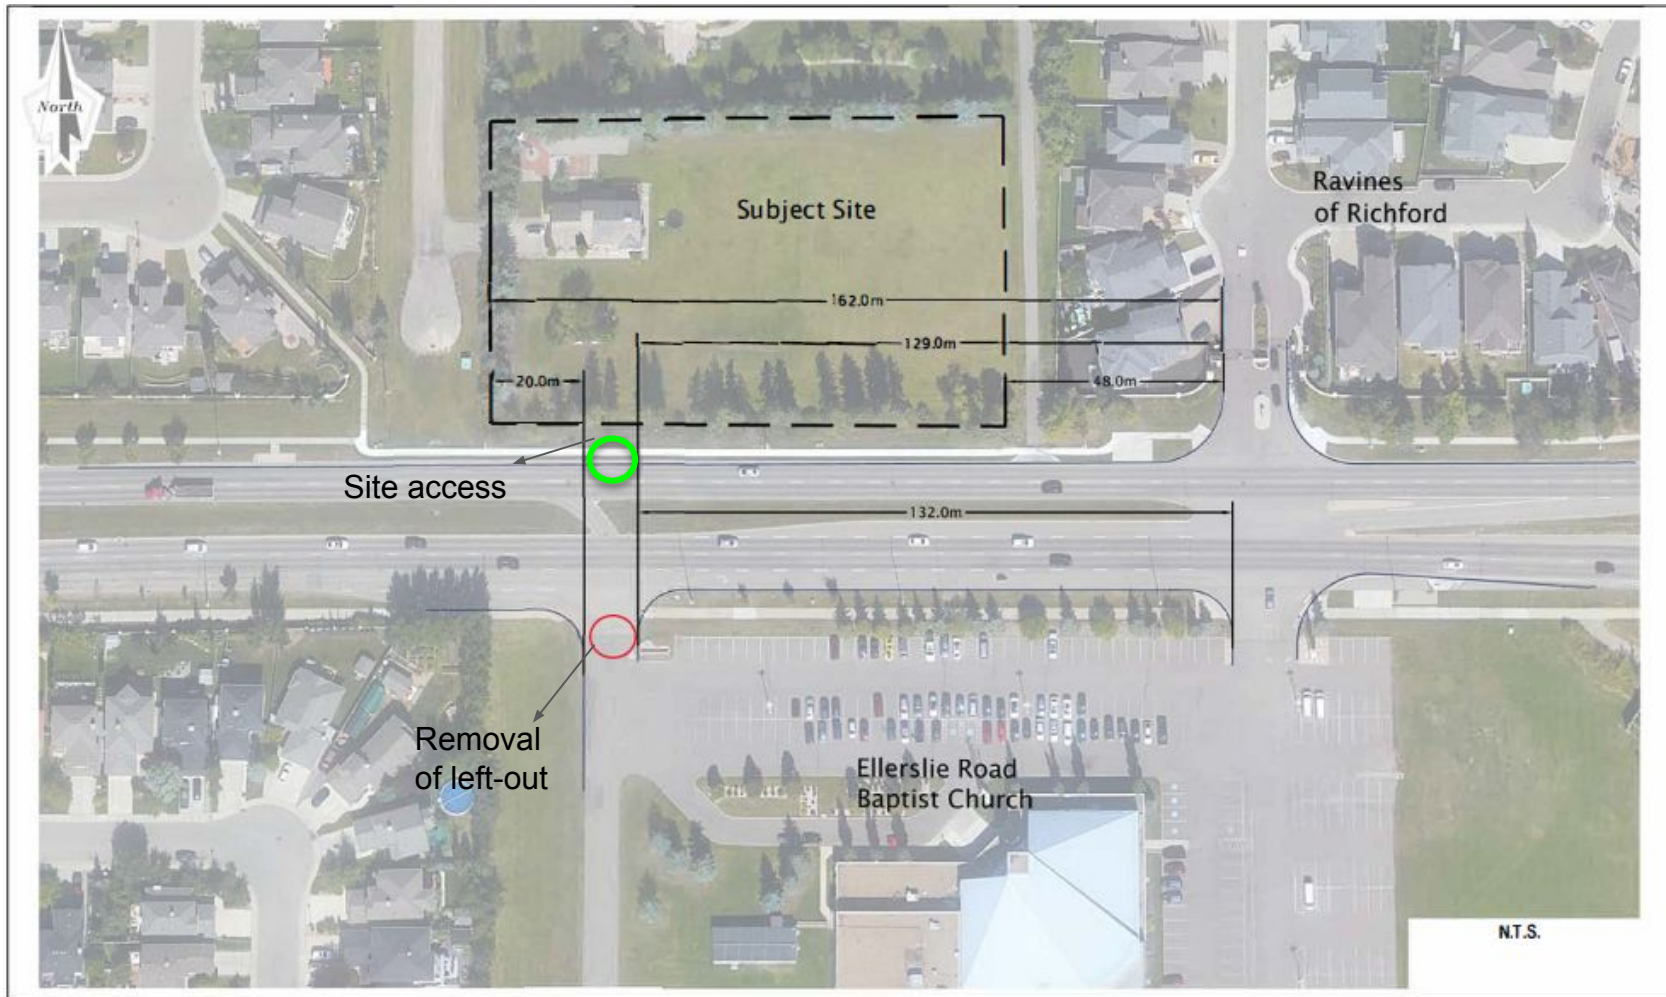 North
Subject Site
Ravines
of Richford
162.0m
129.0m
20.0m
48.0m
Site access
132.0m
Removal
of left-out
Ellerslie Road
Baptist Church
N.T.S.